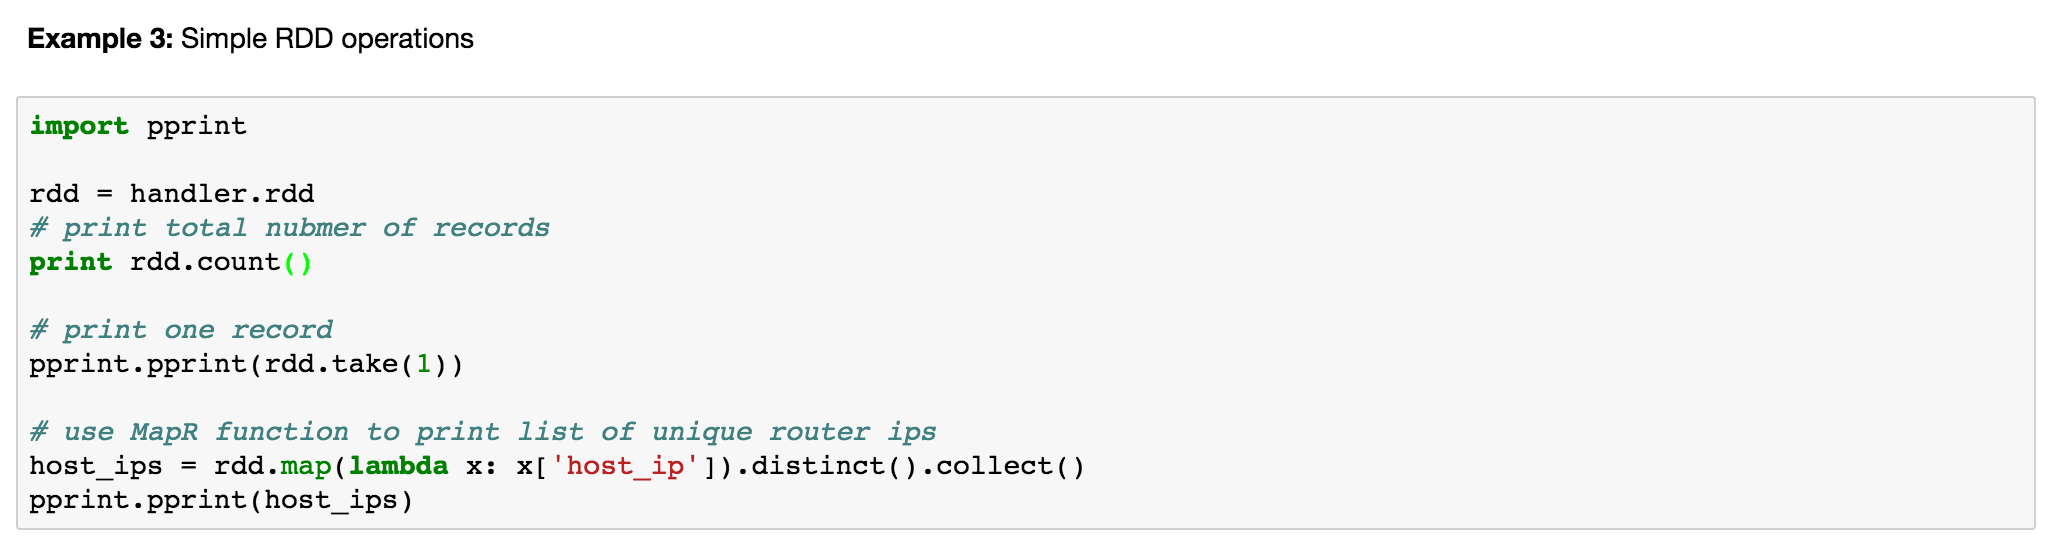 Example 3: Simple RDD operations
import pprint
rdd = handler.rdd
# print total nubmer of records
print rdd.count()
# print one record
pprint.pprint(rdd.take(1))
# use MapR function to print list of unique router ips
host_ips = rdd.map(lambda x: x['host_ip']).distinct().collect()
pprint.pprint(host_ips)